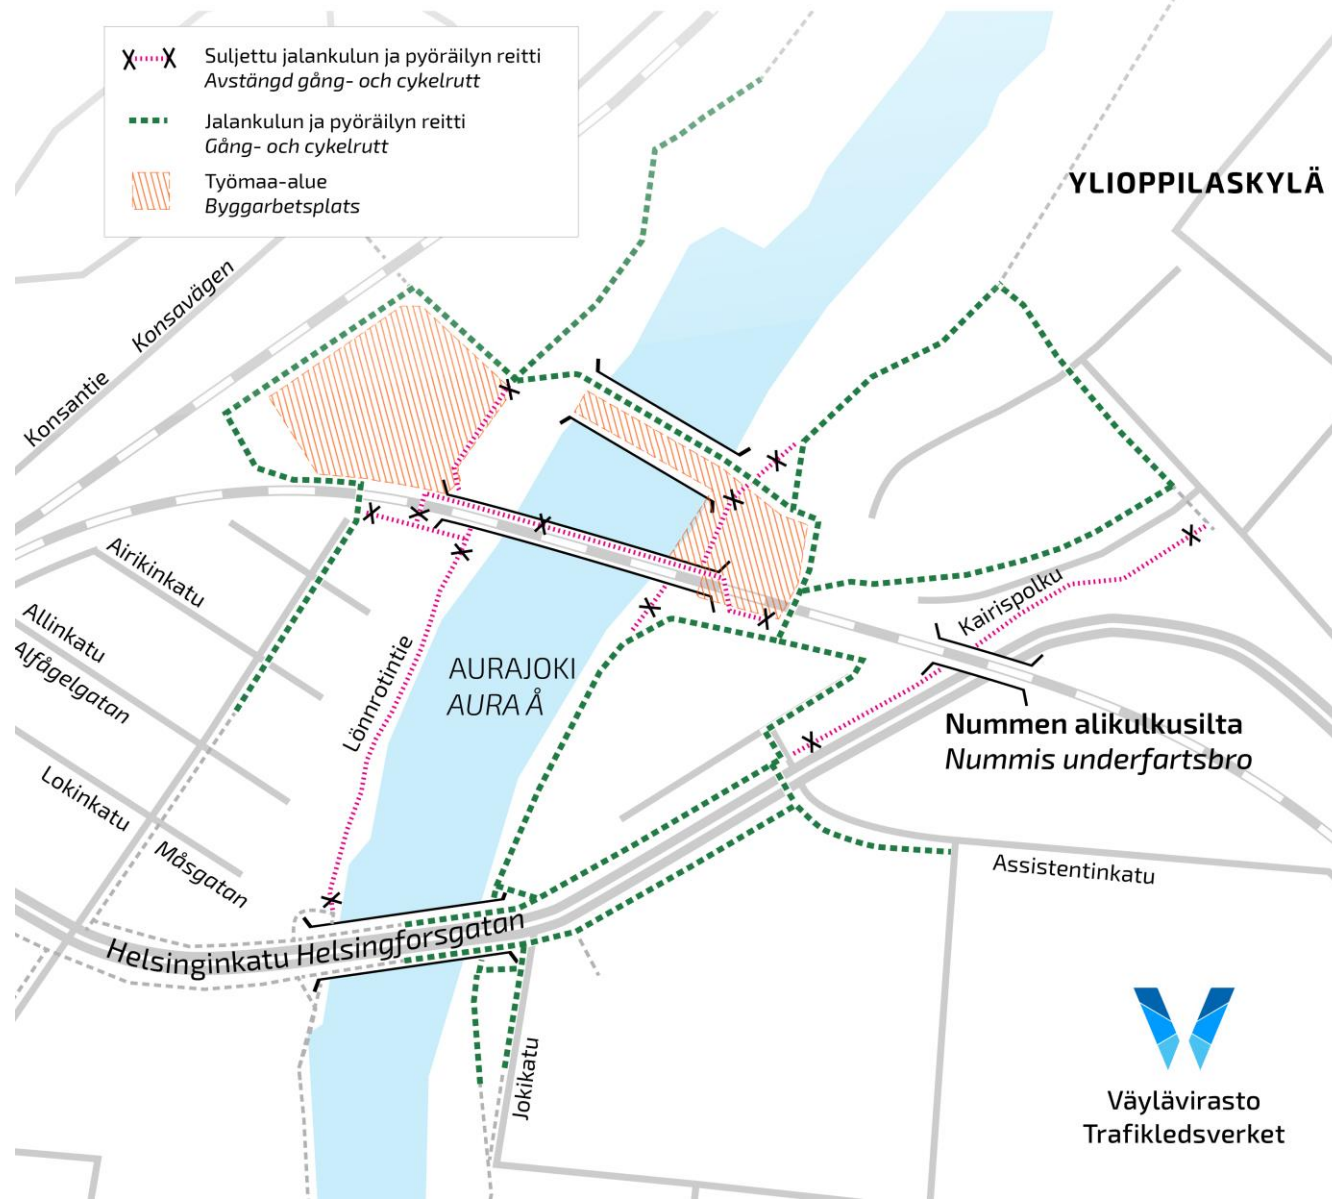 Suljettu jalankulun ja pyöräilyn reitti
Avstängd gång- och cykelrutt
Jalankulun ja pyöräilyn reitti
Gång- och cykelrutt
Työmaa-alue
Byggarbetsplats
YLIOPPILASKYLÄ
Konsantie Konsavägen
Airikinkatu
Allinkatu
Alfågelgatan
Lokinkatu
Måsgatan
Lönnrotintie
AURAJOKI
AURA Å
Kairispolku
Nummen alikulkusilta
Nummis underfartsbro
Assistentinkatu
Helsinginkatu Helsingforsgatan
Jokikatu
Väylävirasto
Trafikledsverket